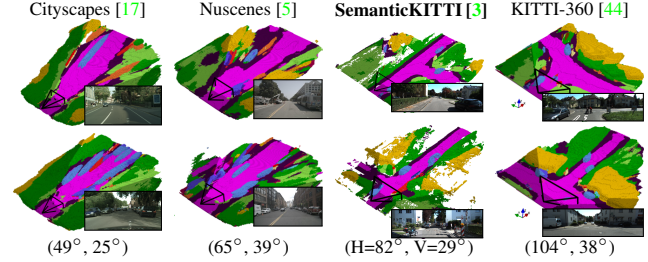 Cityscapes [17] Nuscenes [5] SemanticKITTI [3] KITTI-360 [44]
(49°, 25°) (65°, 39°) (H=82°, V=29°) (104°, 38°)